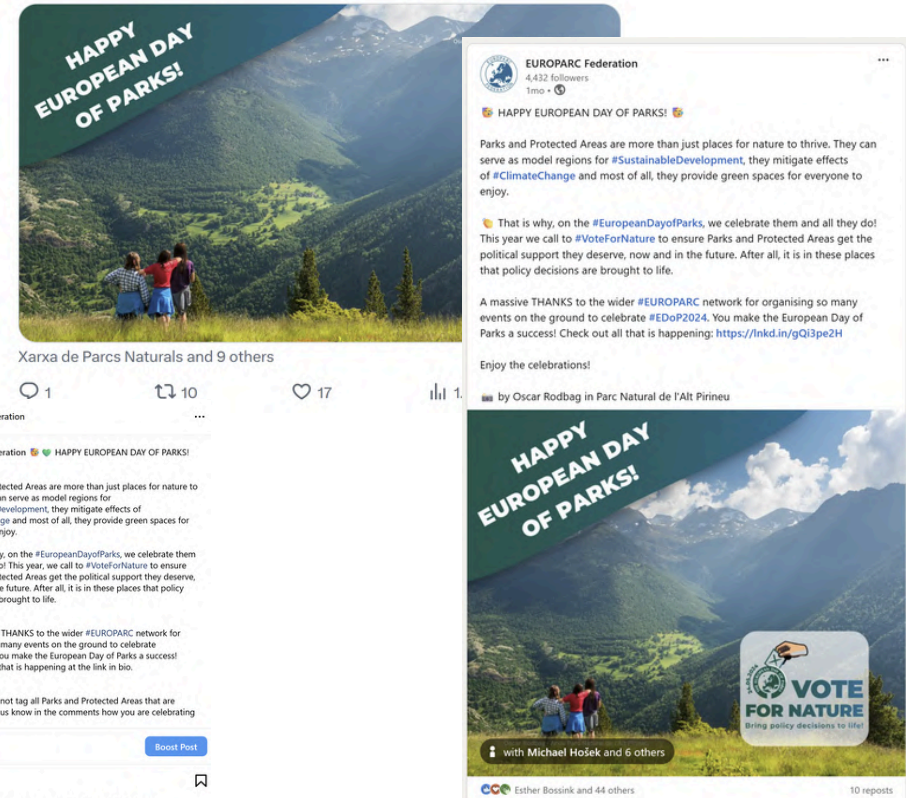 HAPPY
EUROPEAN DAY
OF PARKS!
Xarxa de Parcs Naturals and 9 others
1
10
17
1.
eration
eration 🎉 💚 HAPPY EUROPEAN DAY OF PARKS!
tected Areas are more than just places for nature to
n serve as model regions for
Development, they mitigate effects of
ge and most of all, they provide green spaces for
njoy.
y, on the #EuropeanDayofParks, we celebrate them
o! This year, we call to #VoteForNature to ensure
tected Areas get the political support they deserve,
e future. After all, it is in these places that policy
brought to life.
THANKS to the wider #EUROPARC network for
many events on the ground to celebrate
ou make the European Day of Parks a success!
that is happening at the link in bio.
not tag all Parks and Protected Areas that are
us know in the comments how you are celebrating
Boost Post
EUROPARC Federation
4,432 followers
1mo •
🎉 HAPPY EUROPEAN DAY OF PARKS! 🎉
Parks and Protected Areas are more than just places for nature to thrive. They can
serve as model regions for #SustainableDevelopment, they mitigate effects
of #ClimateChange and most of all, they provide green spaces for everyone to
enjoy.
👏 That is why, on the #EuropeanDayofParks, we celebrate them and all they do!
This year we call to #VoteForNature to ensure Parks and Protected Areas get the
political support they deserve, now and in the future. After all, it is in these places
that policy decisions are brought to life.
A massive THANKS to the wider #EUROPARC network for organising so many
events on the ground to celebrate #EDoP2024. You make the European Day of
Parks a success! Check out all that is happening: https://lnkd.in/gQi3pe2H
Enjoy the celebrations!
📷 by Oscar Rodbag in Parc Natural de l'Alt Pirineu
HAPPY
EUROPEAN DAY
OF PARKS!
VOTE
FOR NATURE
Bring policy decisions to life!
with Michael Hošek and 6 others
Esther Bossink and 44 others
10 reposts